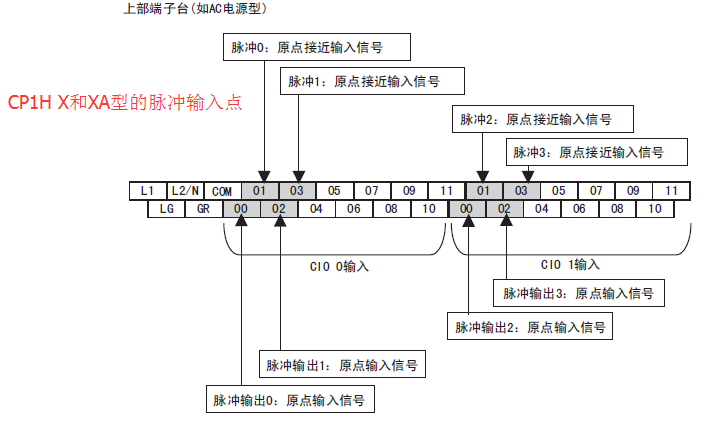 上部端子台(如AC电源型)
脉冲0：原点接近输入信号
脉冲1：原点接近输入信号
CP1H X和XA型的脉冲输入点
脉冲2：原点接近输入信号
脉冲3：原点接近输入信号
L1 L2/N COM 01 03 05 07 09 11 01 03 05 07 09 11
LG GR 00 02 04 06 08 10 00 02 04 06 08 10
CIO 0输入
CIO 1输入
脉冲输出3：原点输入信号
脉冲输出2：原点输入信号
脉冲输出1：原点输入信号
脉冲输出0：原点输入信号